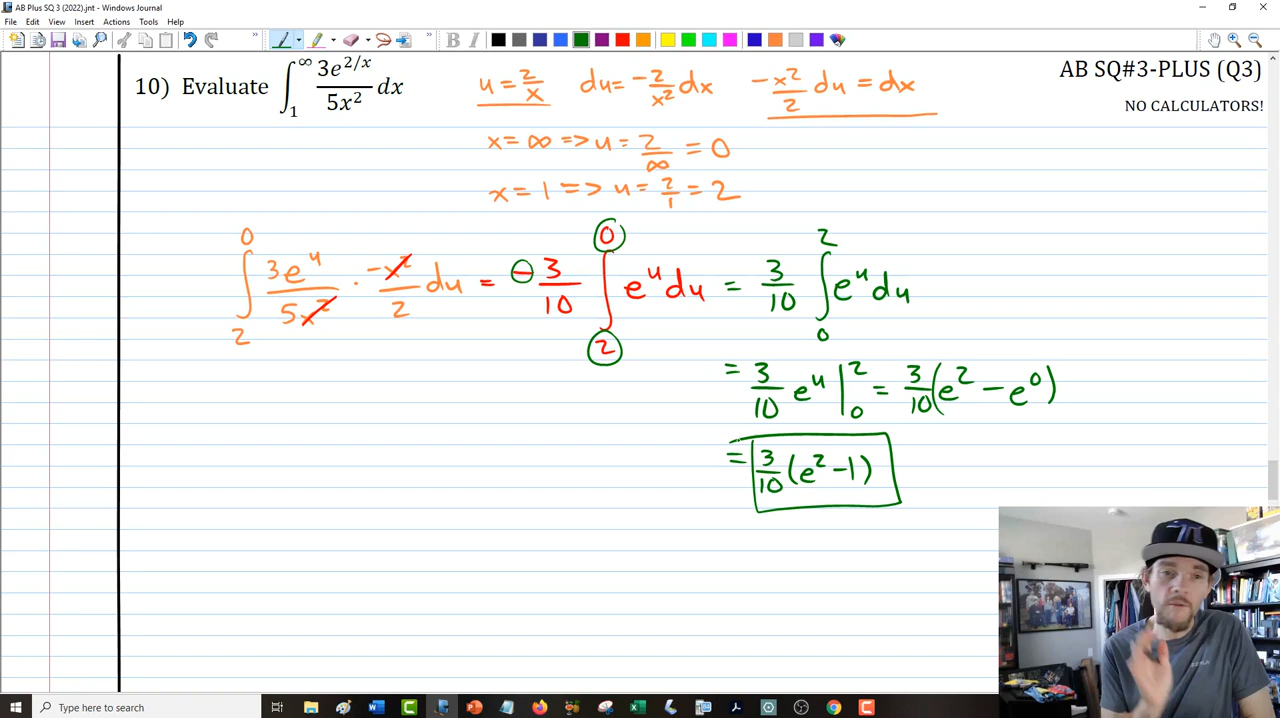 AB Plus SQ 3 (2022).jnt - Windows Journal
File Edit View Insert Actions Tools Help
B I
10) Evaluate ∫₁^∞ 3e^(2/x)/5x² dx
u = 2/x du = -2/x² dx -x²/2 du = dx
AB SQ#3-PLUS (Q3)
NO CALCULATORS!
x = ∞ => u = 2/∞ = 0
x = 1 => u = 2/1 = 2
∫₂⁰ 3e^u/5x² · -x²/2 du = -3/10 ∫₂⁰ e^u du = 3/10 ∫₀² e^u du
= 3/10 e^u |₀² = 3/10 (e² - e⁰)
= 3/10 (e² - 1)
Type here to search